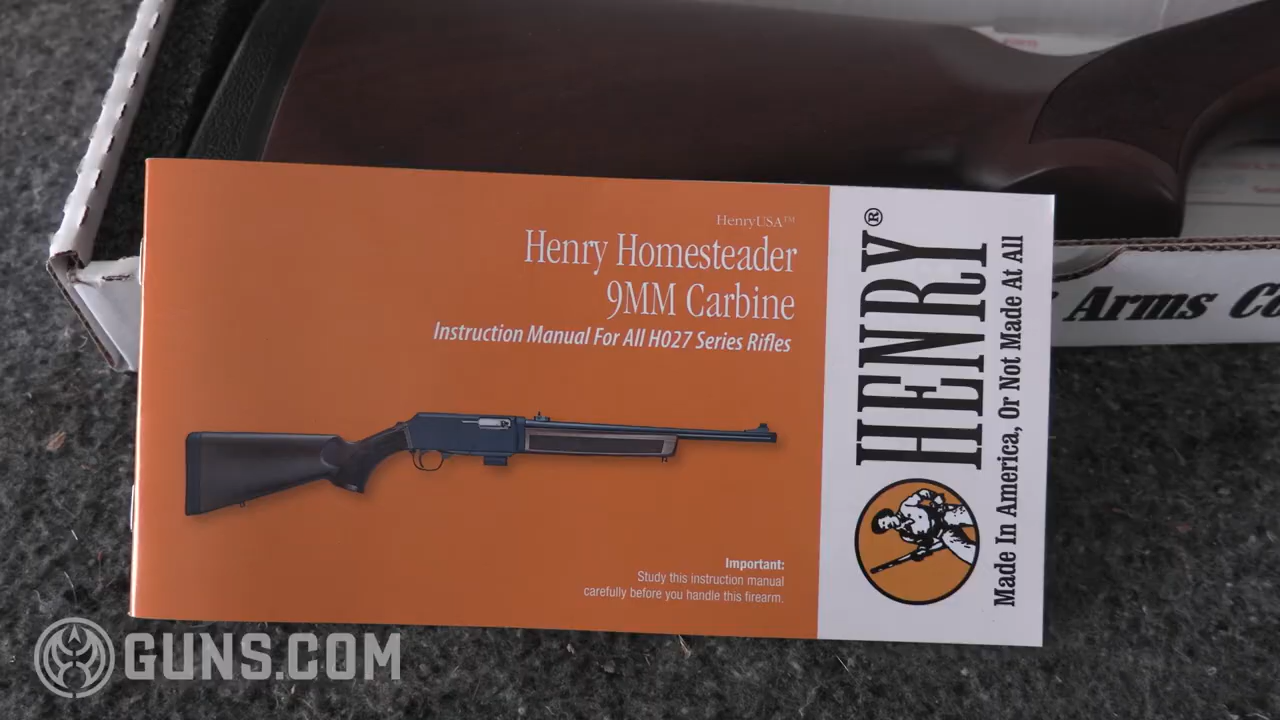 HenryUSA™
Henry Homesteader
9MM Carbine
Instruction Manual For All H027 Series Rifles
Important:
Study this instruction manual
carefully before you handle this firearm.
HENRY®
Made In America, Or Not Made At All
Arms Co
GUNS.COM